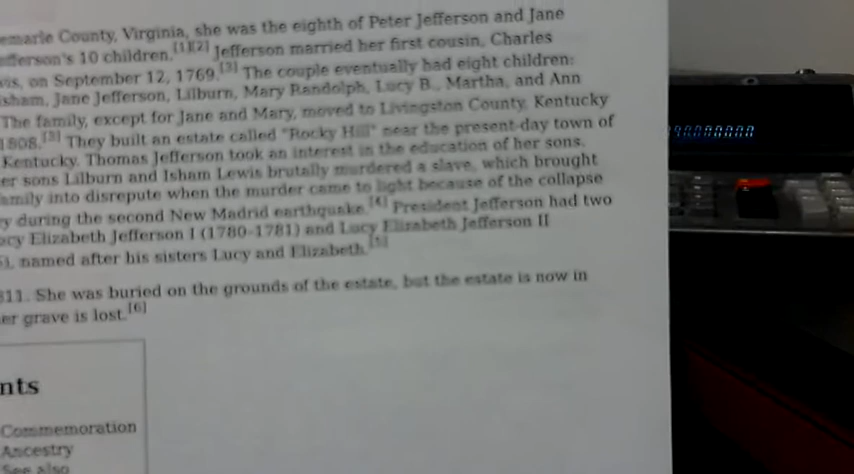 emarle County, Virginia, she was the eighth of Peter Jefferson and Jane
efferson's 10 children.[1][2] Jefferson married her first cousin, Charles
wis, on September 12, 1769.[3] The couple eventually had eight children:
sham, Jane Jefferson, Lilburn, Mary Randolph, Lucy B., Martha, and Ann
The family, except for Jane and Mary, moved to Livingston County, Kentucky
1808.[3] They built an estate called "Rocky Hill" near the present-day town of
Kentucky. Thomas Jefferson took an interest in the education of her sons.
er sons Lilburn and Isham Lewis brutally murdered a slave, which brought
amily into disrepute when the murder came to light because of the collapse
ey during the second New Madrid earthquake.[4] President Jefferson had two
ucy Elizabeth Jefferson I (1780–1781) and Lucy Elizabeth Jefferson II
), named after his sisters Lucy and Elizabeth.[5]
811. She was buried on the grounds of the estate, but the estate is now in
er grave is lost.[6]
nts
Commemoration
Ancestry
See also